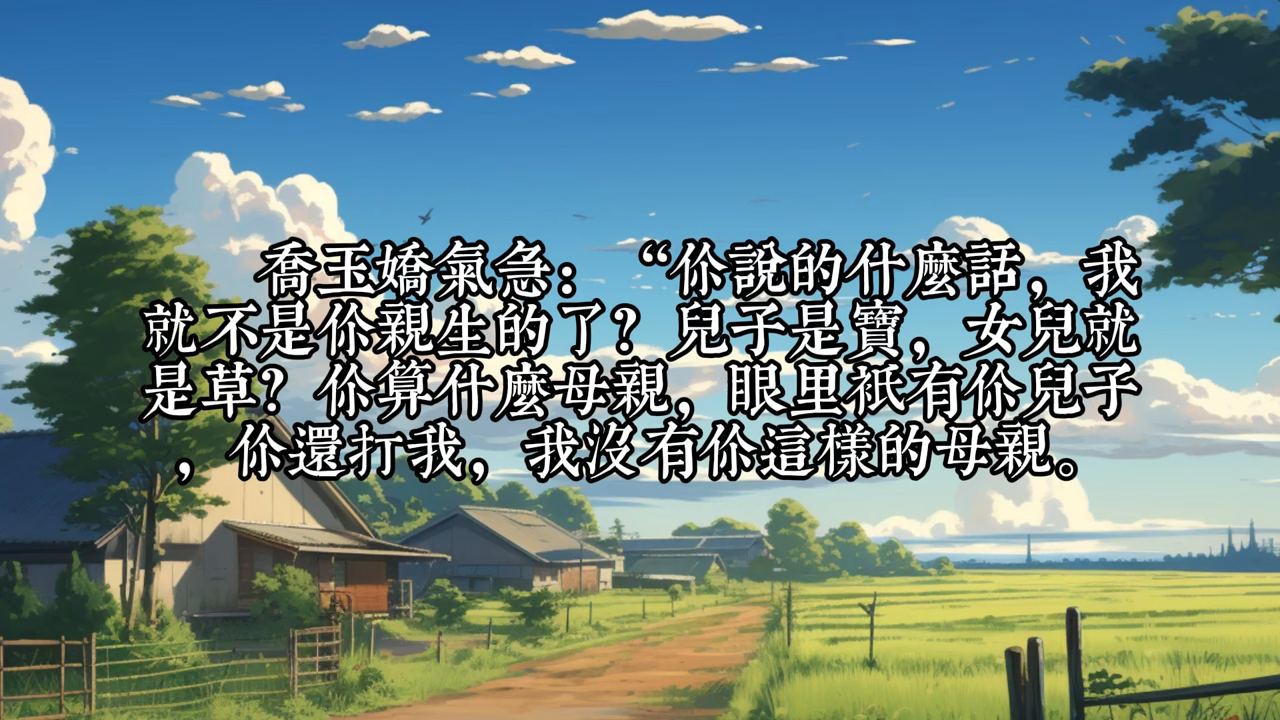 喬玉嬌氣急：“你說的什麼話，我
就不是你親生的了？兒子是寶，女兒就
是草？你算什麼母親，眼里祇有你兒子
，你還打我，我沒有你這樣的母親。